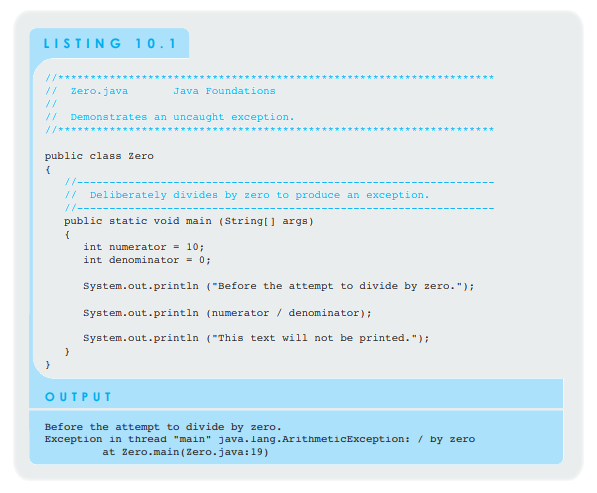 LISTING 10.1
//********************************************************************
//  Zero.java       Java Foundations
//
//  Demonstrates an uncaught exception.
//********************************************************************
public class Zero
{
   //-----------------------------------------------------------------
   //  Deliberately divides by zero to produce an exception.
   //-----------------------------------------------------------------
   public static void main (String[] args)
   {
      int numerator = 10;
      int denominator = 0;
      System.out.println ("Before the attempt to divide by zero.");
      System.out.println (numerator / denominator);
      System.out.println ("This text will not be printed.");
   }
}
OUTPUT
Before the attempt to divide by zero.
Exception in thread "main" java.lang.ArithmeticException: / by zero
         at Zero.main(Zero.java:19)